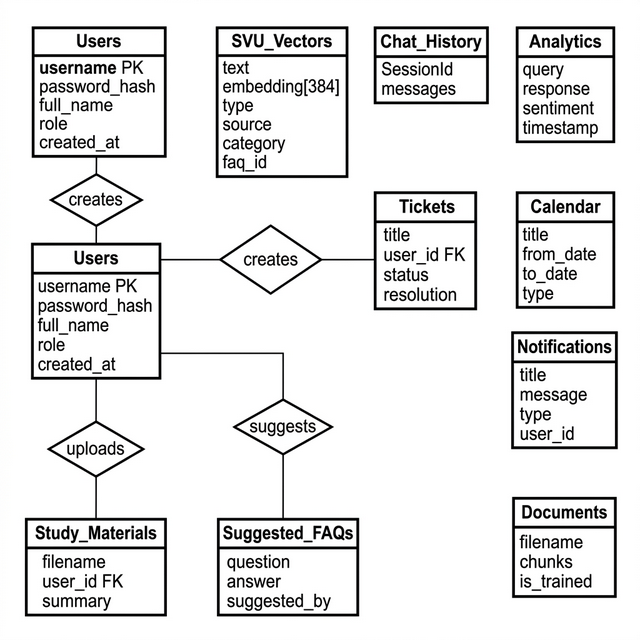 Users
username PK
password_hash
full_name
role
created_at
SVU_Vectors
text
embedding[384]
type
source
category
faq_id
Chat_History
SessionId
messages
Analytics
query
response
sentiment
timestamp
creates
Users
username PK
password_hash
full_name
role
created_at
creates
Tickets
title
user_id FK
status
resolution
Calendar
title
from_date
to_date
type
Notifications
title
message
type
user_id
uploads
suggests
Study_Materials
filename
user_id FK
summary
Suggested_FAQs
question
answer
suggested_by
Documents
filename
chunks
is_trained